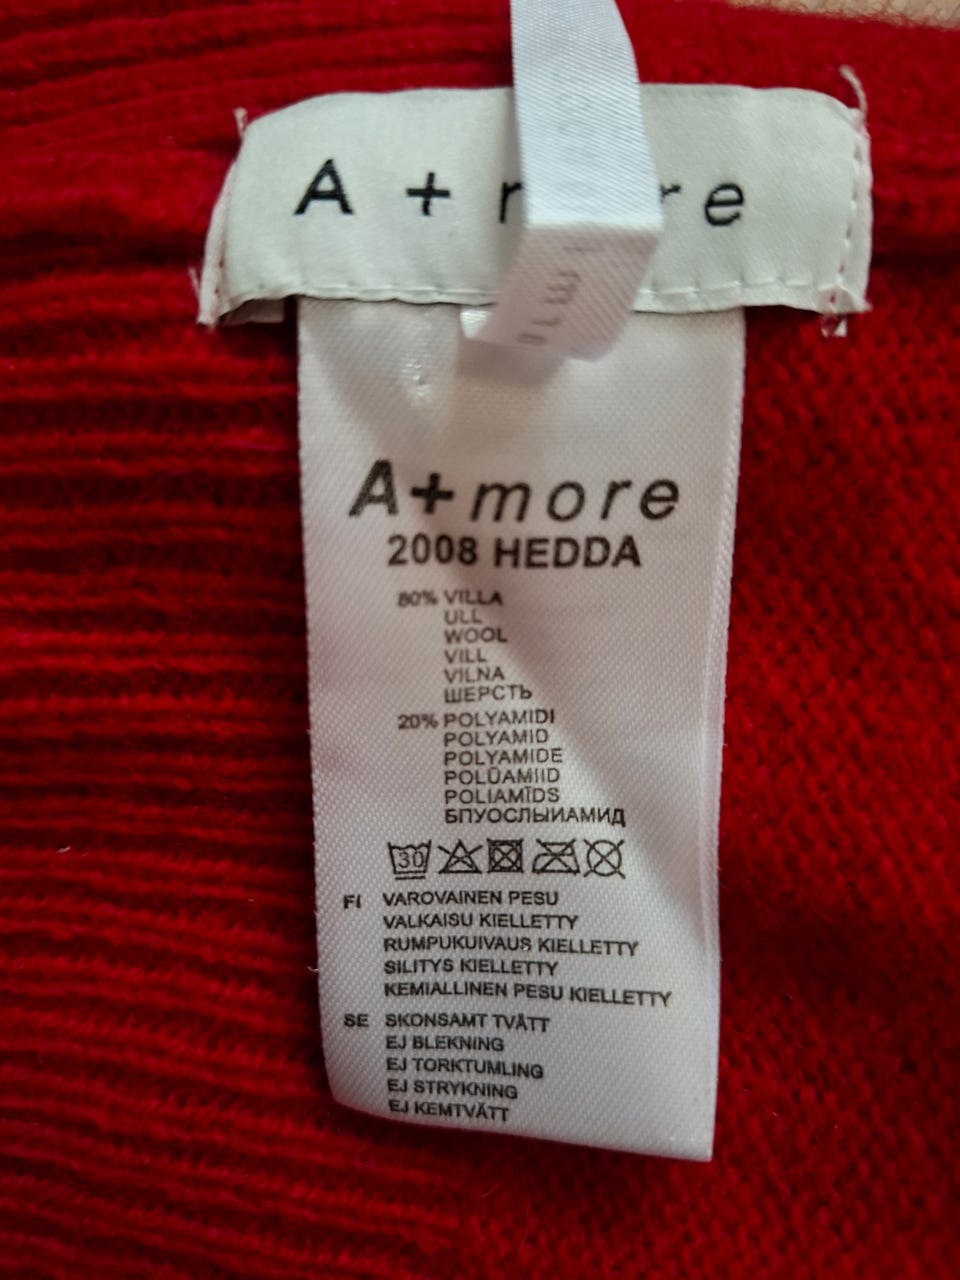 A + re
A+more
2008 HEDDA
80% VILLA
ULL
WOOL
VILL
VILNA
ШЕРСТЬ
20% POLYAMIDI
POLYAMID
POLYAMIDE
POLÜAMIID
POLIAMĪDS
БПУОСЛЫИАМИД
30
FI VAROVAINEN PESU
VALKAISU KIELLETTY
RUMPUKUIVAUS KIELLETTY
SILITYS KIELLETTY
KEMIALLINEN PESU KIELLETTY
SE SKONSAMT TVÄTT
EJ BLEKNING
EJ TORKTUMLING
EJ STRYKNING
EJ KEMTVÄTT